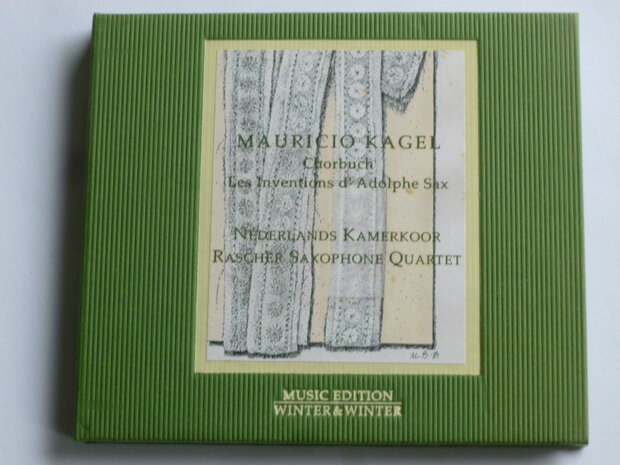 MAURICIO KAGEL
Chorbuch
Les Inventions d'Adolphe Sax
NEDERLANDS KAMERKOOR
RASCHER SAXOPHONE QUARTET
MUSIC EDITION
WINTER & WINTER